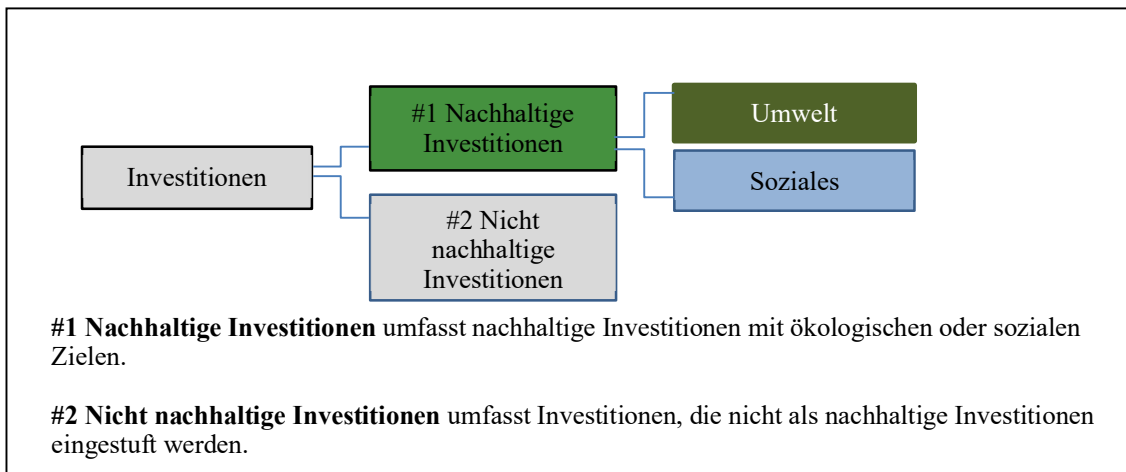 #1 Nachhaltige
Investitionen
Umwelt
Investitionen
Soziales
#2 Nicht
nachhaltige
Investitionen
#1 Nachhaltige Investitionen umfasst nachhaltige Investitionen mit ökologischen oder sozialen
Zielen.
#2 Nicht nachhaltige Investitionen umfasst Investitionen, die nicht als nachhaltige Investitionen
eingestuft werden.